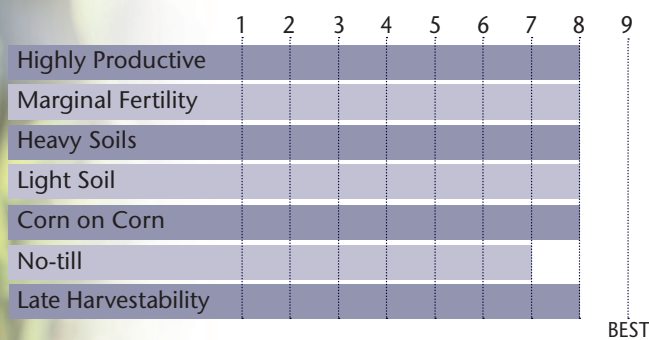 1 2 3 4 5 6 7 8 9
Highly Productive
Marginal Fertility
Heavy Soils
Light Soil
Corn on Corn
No-till
Late Harvestability
BEST